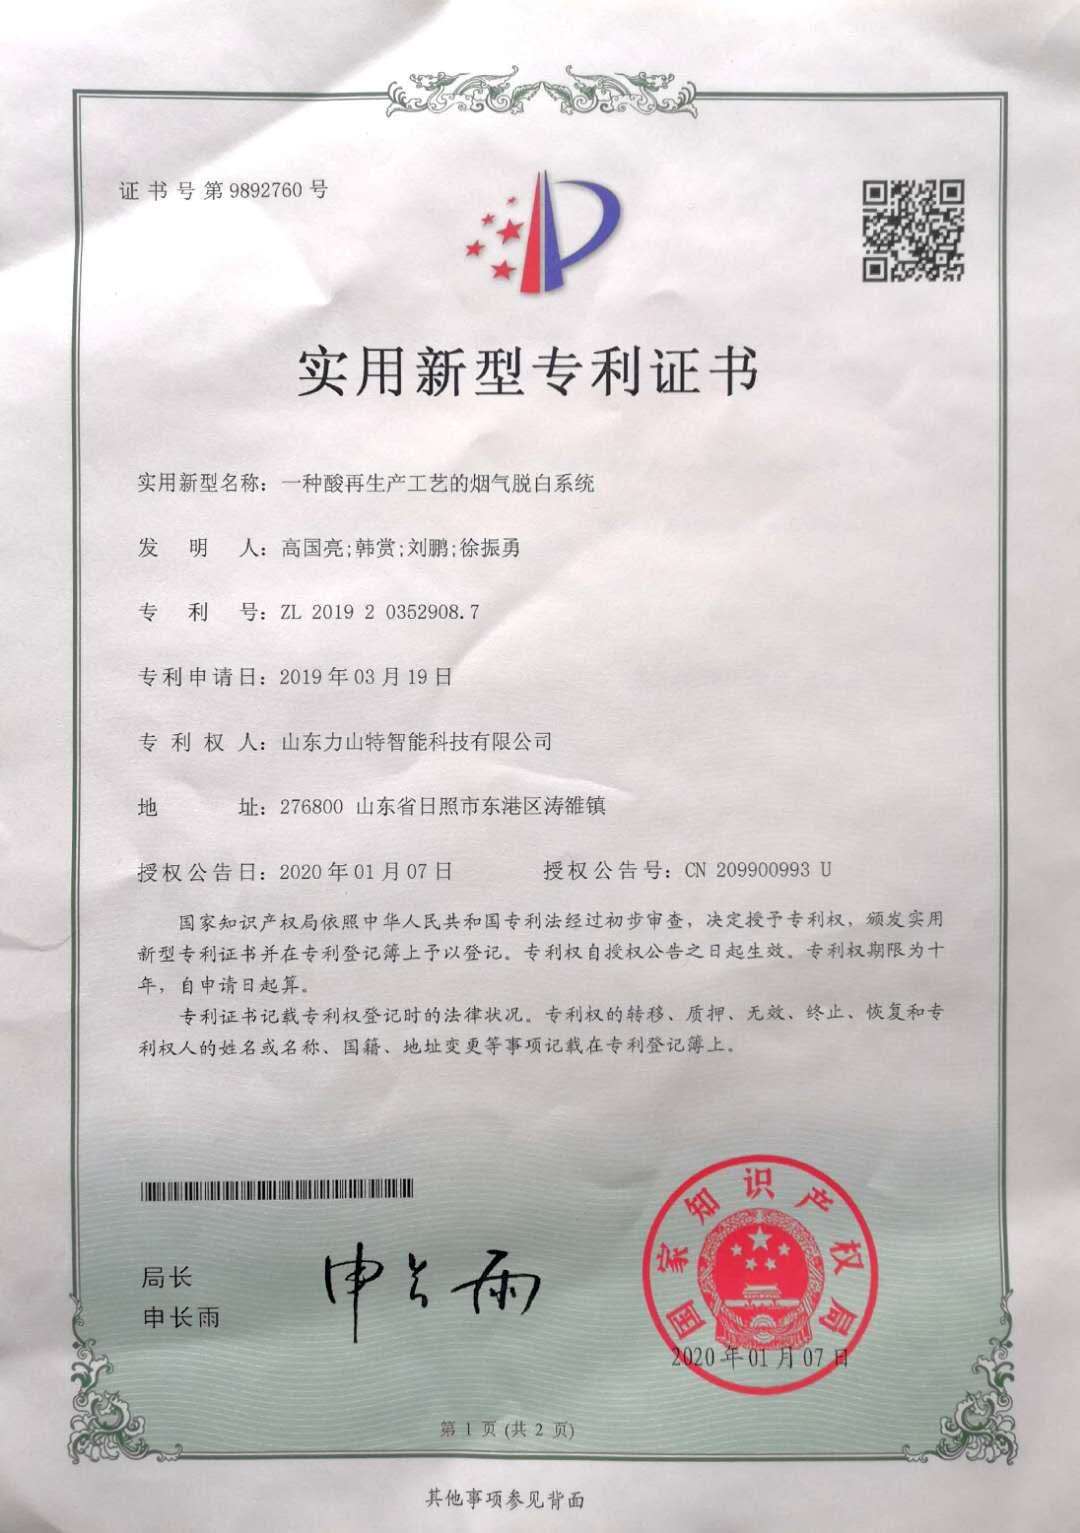 证书号第9892760号
实用新型专利证书
实用新型名称：一种酸再生产工艺的烟气脱白系统
发明人：高国亮;韩赏;刘鹏;徐振勇
专利号：ZL 2019 2 0352908.7
专利申请日：2019年03月19日
专利权人：山东力山特智能科技有限公司
地址：276800 山东省日照市东港区涛雒镇
授权公告日：2020年01月07日 授权公告号：CN 209900993 U
国家知识产权局依照中华人民共和国专利法经过初步审查，决定授予专利权，颁发实用
新型专利证书并在专利登记簿上予以登记。专利权自授权公告之日起生效。专利权期限为十
年，自申请日起算。
专利证书记载专利权登记时的法律状况。专利权的转移、质押、无效、终止、恢复和专
利权人的姓名或名称、国籍、地址变更等事项记载在专利登记簿上。
局长
申长雨
申长雨
国家知识产权局
2020年01月07日
第 1 页 (共 2 页)
其他事项参见背面